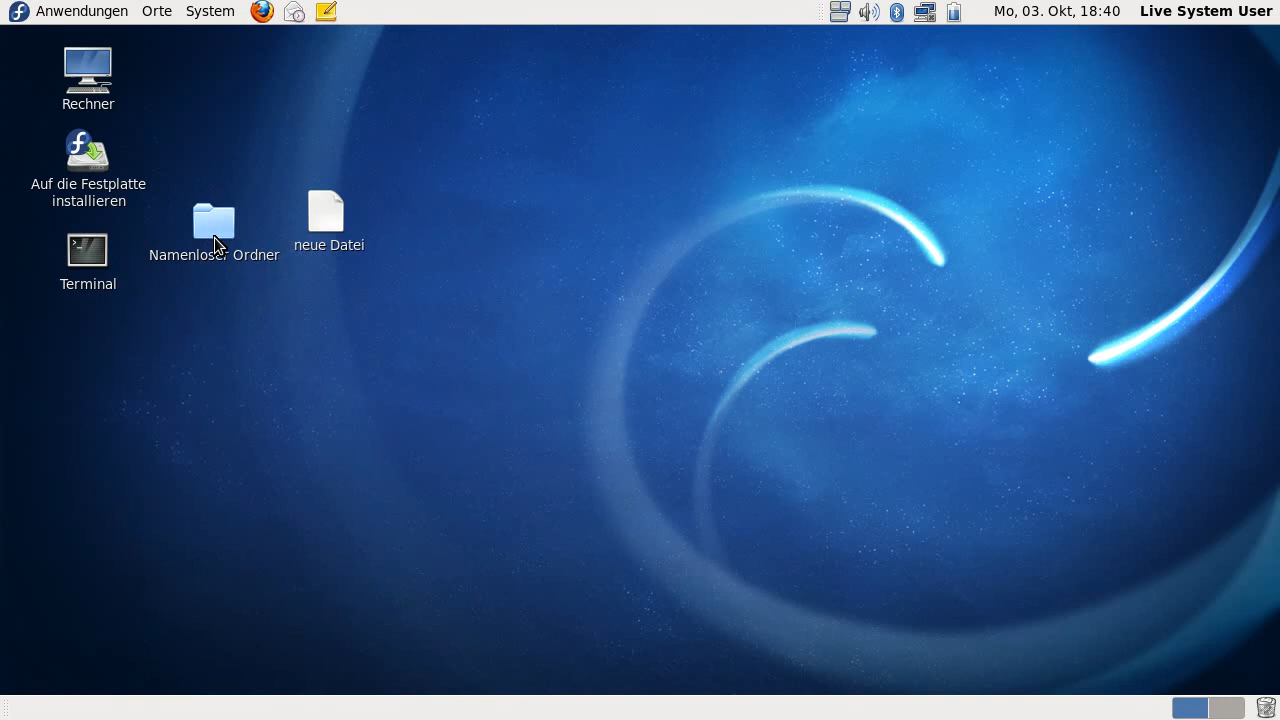 Anwendungen Orte System
Mo, 03. Okt, 18:40 Live System User
Rechner
Auf die Festplatte
installieren
Namenloser Ordner
neue Datei
Terminal